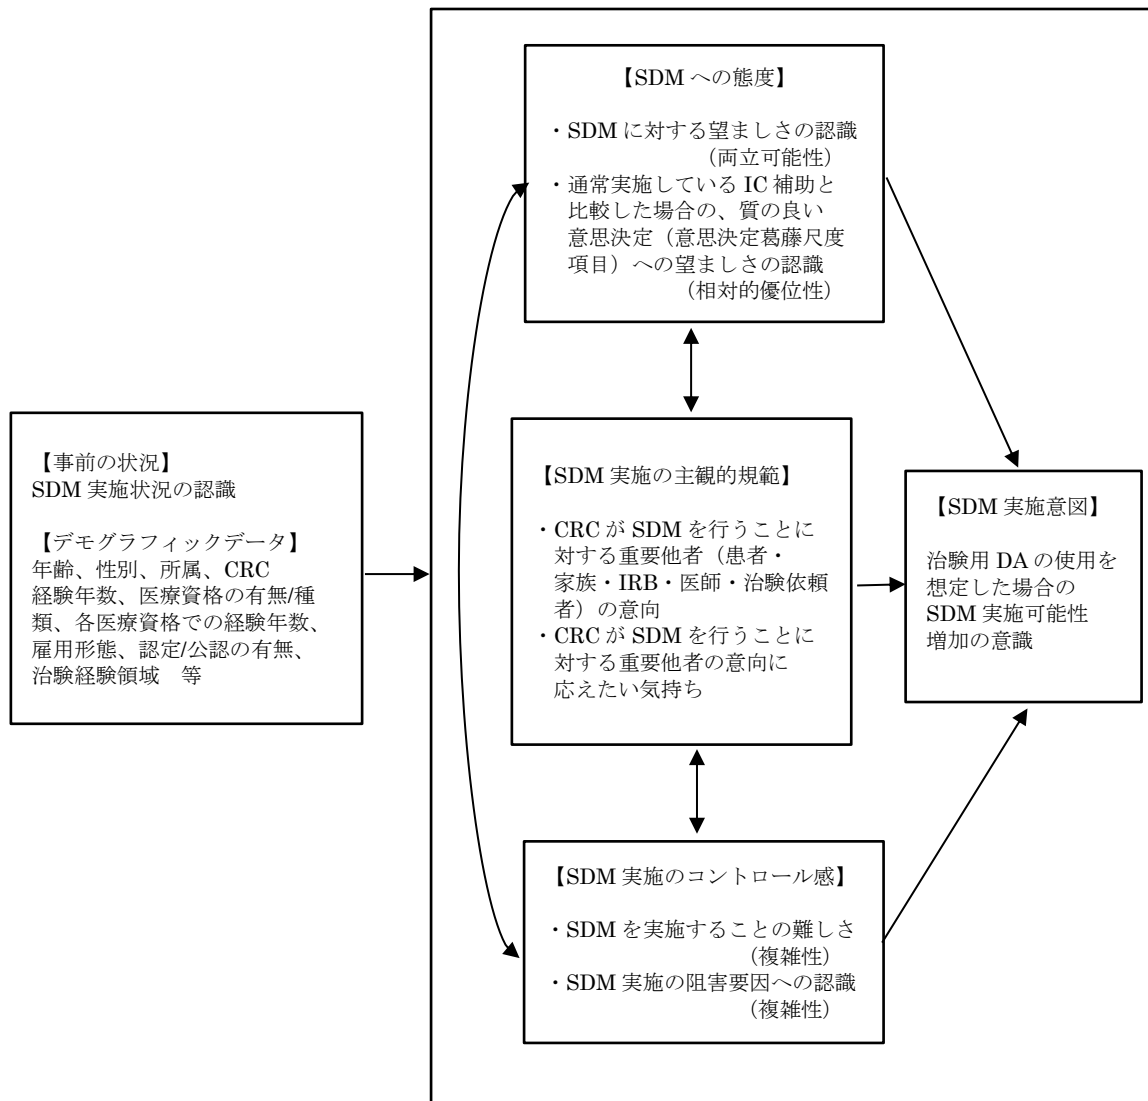 【SDM への態度】
・SDM に対する望ましさの認識
（両立可能性）
・通常実施している IC 補助と
比較した場合の、質の良い
意思決定（意思決定葛藤尺度
項目）への望ましさの認識
（相対的優位性）
【事前の状況】
SDM 実施状況の認識
【デモグラフィックデータ】
年齢、性別、所属、CRC
経験年数、医療資格の有無/種
類、各医療資格での経験年数、
雇用形態、認定/公認の有無、
治験経験領域　等
【SDM 実施の主観的規範】
・CRC が SDM を行うことに
対する重要他者（患者・
家族・IRB・医師・治験依頼
者）の意向
・CRC が SDM を行うことに
対する重要他者の意向に
応えたい気持ち
【SDM 実施意図】
治験用 DA の使用を
想定した場合の
SDM 実施可能性
増加の意識
【SDM 実施のコントロール感】
・SDM を実施することの難しさ
（複雑性）
・SDM 実施の阻害要因への認識
（複雑性）